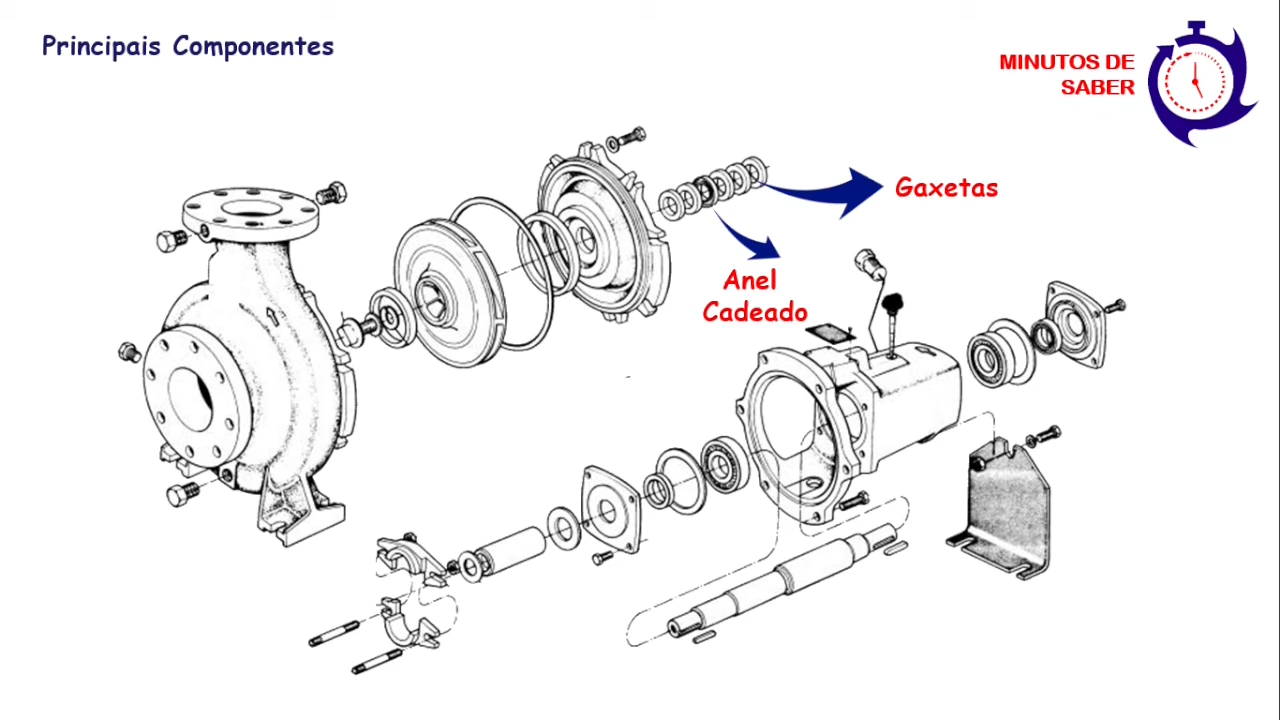 Principais Componentes
MINUTOS DE
SABER
Gaxetas
Anel
Cadeado